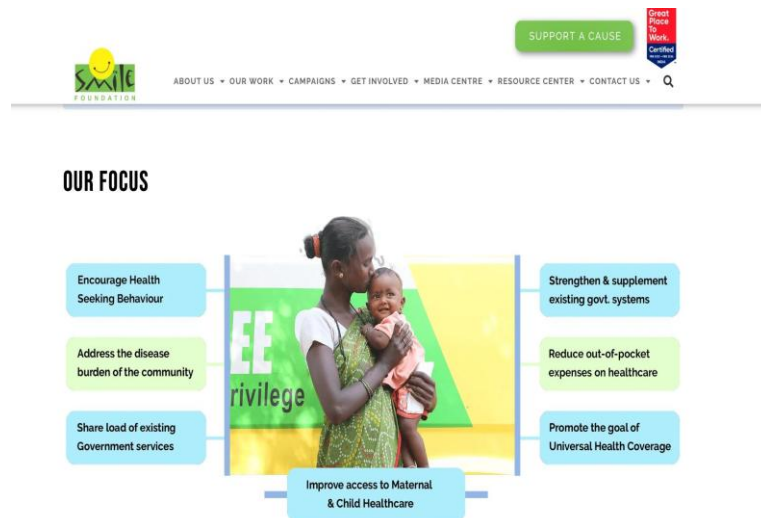 SUPPORT A CAUSE
Great
Place
To
Work.
Certified
SMILE
FOUNDATION
ABOUT US
OUR WORK
CAMPAIGNS
GET INVOLVED
MEDIA CENTRE
RESOURCE CENTER
CONTACT US
OUR FOCUS
Encourage Health
Seeking Behaviour
Strengthen & supplement
existing govt. systems
Address the disease
burden of the community
Reduce out-of-pocket
expenses on healthcare
Share load of existing
Government services
Promote the goal of
Universal Health Coverage
EE
rivilege
Improve access to Maternal
& Child Healthcare